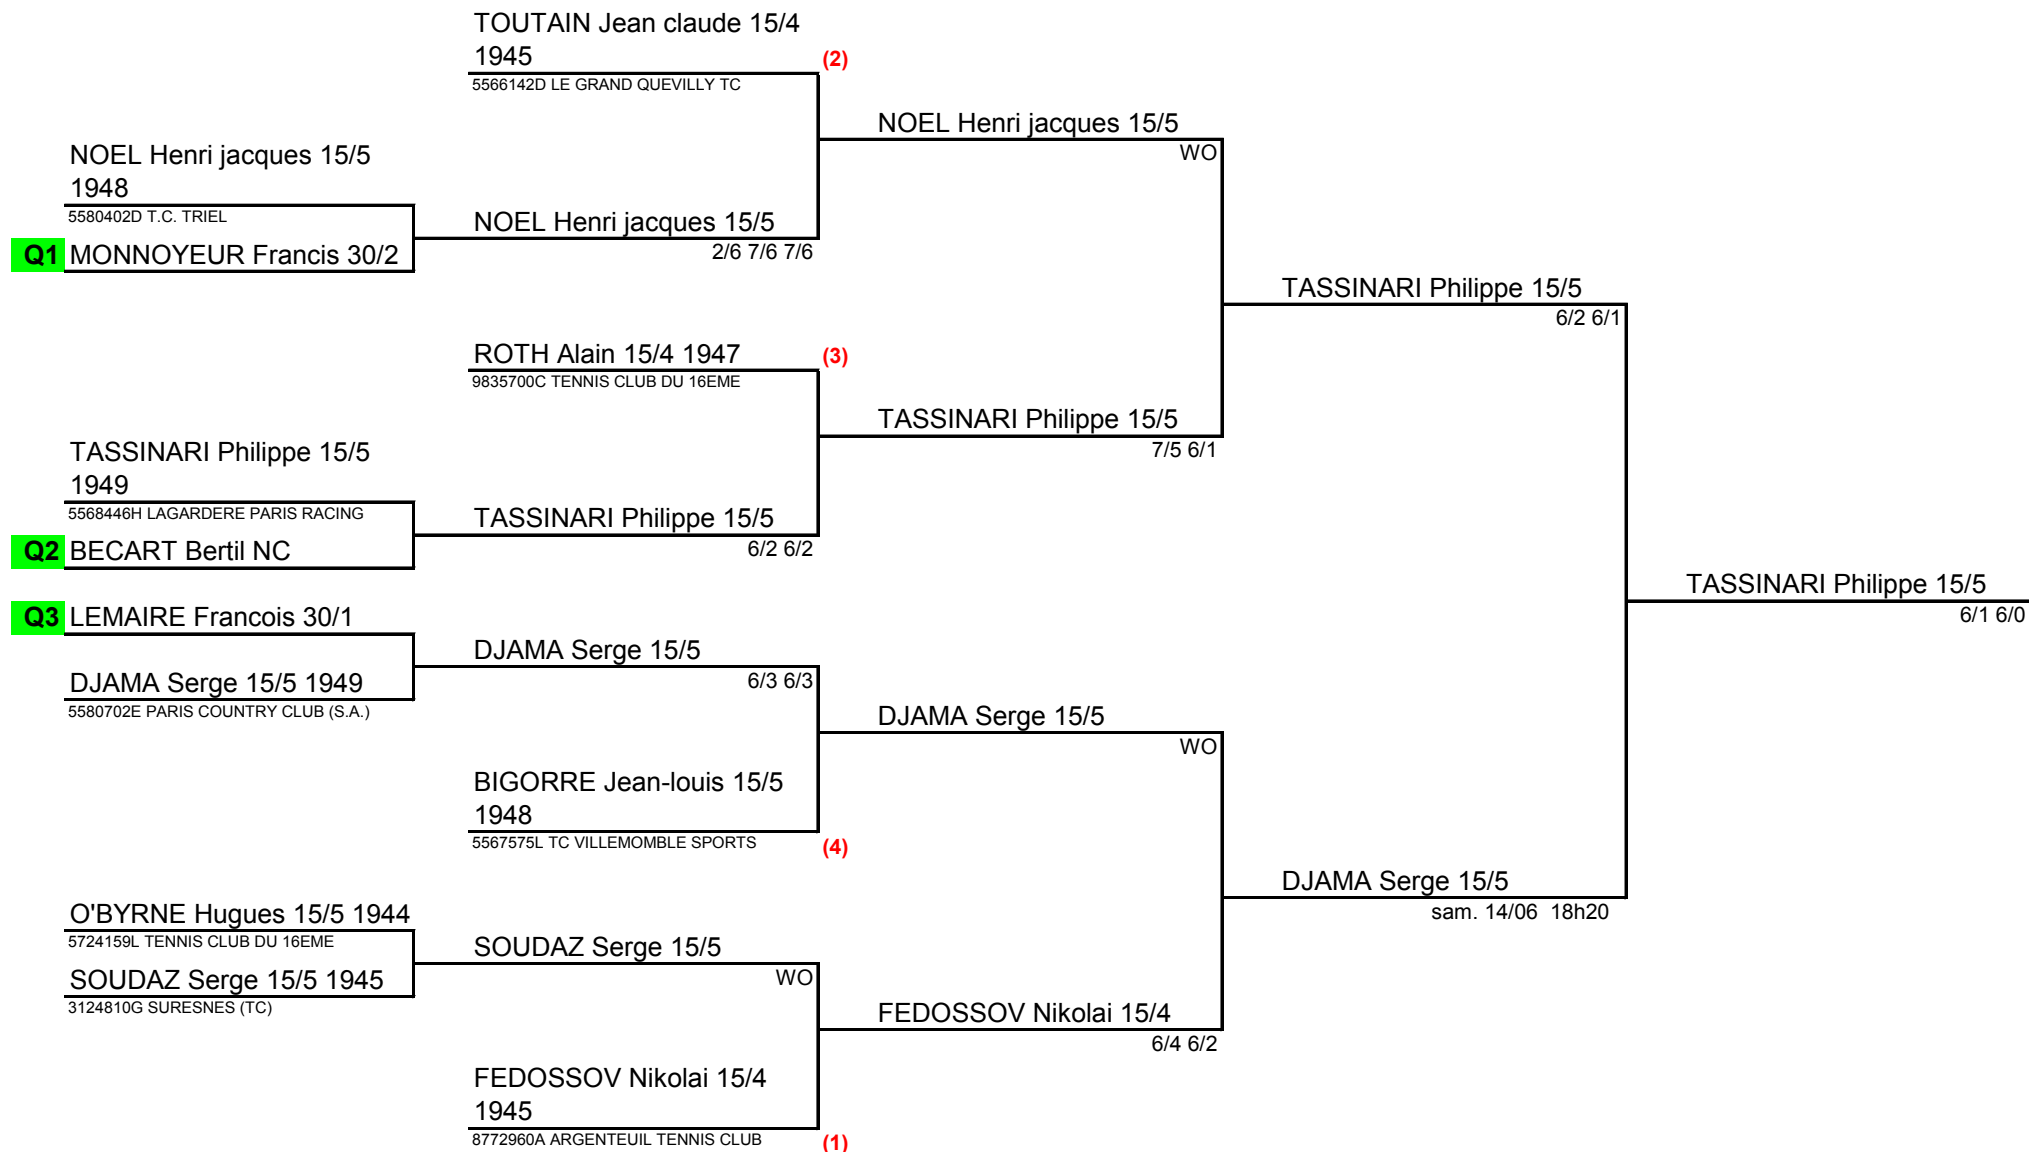 TOUTAIN Jean claude 15/4
1945
(2)
5566142D LE GRAND QUEVILLY TC
NOEL Henri jacques 15/5
WO
NOEL Henri jacques 15/5
1948
5580402D T.C. TRIEL
NOEL Henri jacques 15/5
2/6 7/6 7/6
Q1 MONNOYEUR Francis 30/2
TASSINARI Philippe 15/5
6/2 6/1
ROTH Alain 15/4 1947
(3)
9835700C TENNIS CLUB DU 16EME
TASSINARI Philippe 15/5
7/5 6/1
TASSINARI Philippe 15/5
1949
5568446H LAGARDERE PARIS RACING
TASSINARI Philippe 15/5
6/2 6/2
Q2 BECART Bertil NC
TASSINARI Philippe 15/5
6/1 6/0
Q3 LEMAIRE Francois 30/1
DJAMA Serge 15/5
6/3 6/3
DJAMA Serge 15/5 1949
5580702E PARIS COUNTRY CLUB (S.A.)
DJAMA Serge 15/5
WO
BIGORRE Jean-louis 15/5
1948
5567575L TC VILLEMOMBLE SPORTS
(4)
DJAMA Serge 15/5
sam. 14/06 18h20
O'BYRNE Hugues 15/5 1944
5724159L TENNIS CLUB DU 16EME
SOUDAZ Serge 15/5
WO
SOUDAZ Serge 15/5 1945
3124810G SURESNES (TC)
FEDOSSOV Nikolai 15/4
6/4 6/2
FEDOSSOV Nikolai 15/4
1945
8772960A ARGENTEUIL TENNIS CLUB
(1)